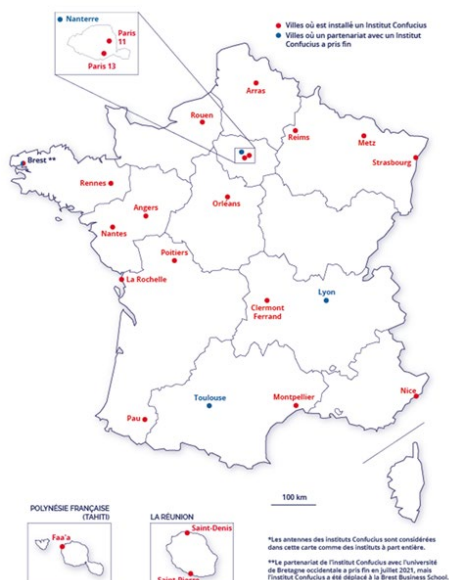 Nanterre
Paris
11
Paris 13
Villes où est installé un Institut Confucius
Villes où un partenariat avec un Institut
Confucius a pris fin
Arras
Rouen
Reims
Metz
Strasbourg
Brest **
Rennes
Angers
Orléans
Nantes
Poitiers
La Rochelle
Clermont
Ferrand
Lyon
Toulouse
Montpellier
Nice
Pau
100 km
POLYNÉSIE FRANÇAISE
(TAHITI)
Faa'a
LA RÉUNION
Saint-Denis
Saint-Pierre
*Les antennes des instituts Confucius sont considérées
dans cette carte comme des instituts à part entière.
**Le partenariat de l'institut Confucius avec l'université
de Bretagne occidentale a pris fin en juillet 2021, mais
l'institut Confucius a été déplacé à la Brest Business School.